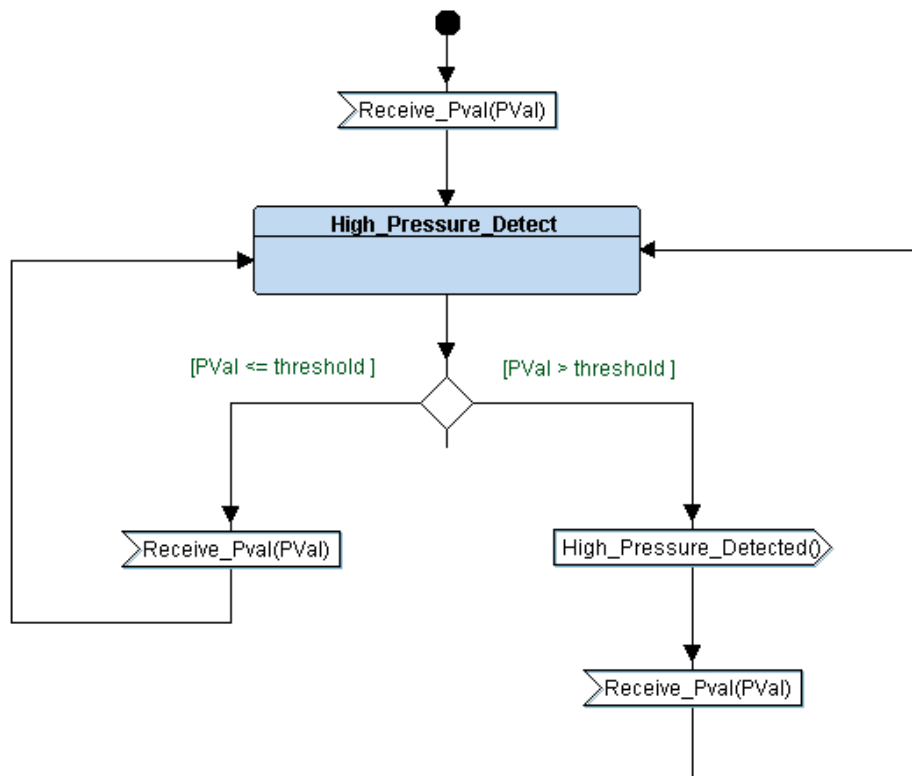 Receive_Pval(PVal)
High_Pressure_Detect
[PVal <= threshold ]
[PVal > threshold ]
Receive_Pval(PVal)
High_Pressure_Detected()
Receive_Pval(PVal)